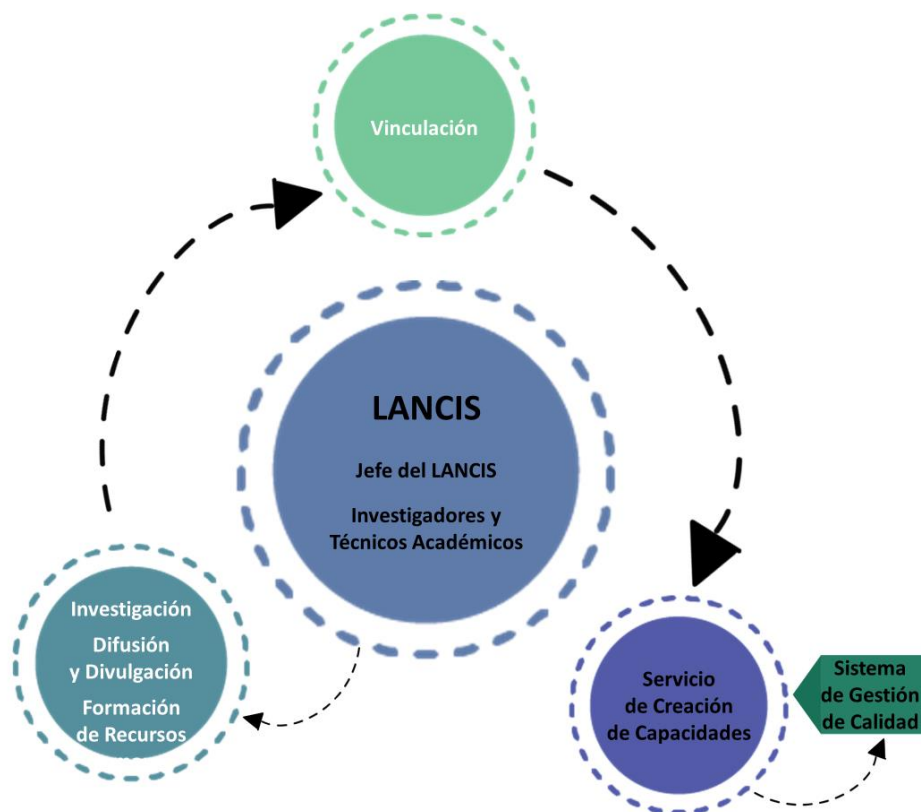 Vinculación
LANCIS
Jefe del LANCIS
Investigadores y
Técnicos Académicos
Investigación
Difusión
y Divulgación
Formación
de Recursos
Servicio
de Creación
de Capacidades
Sistema
de Gestión
de Calidad